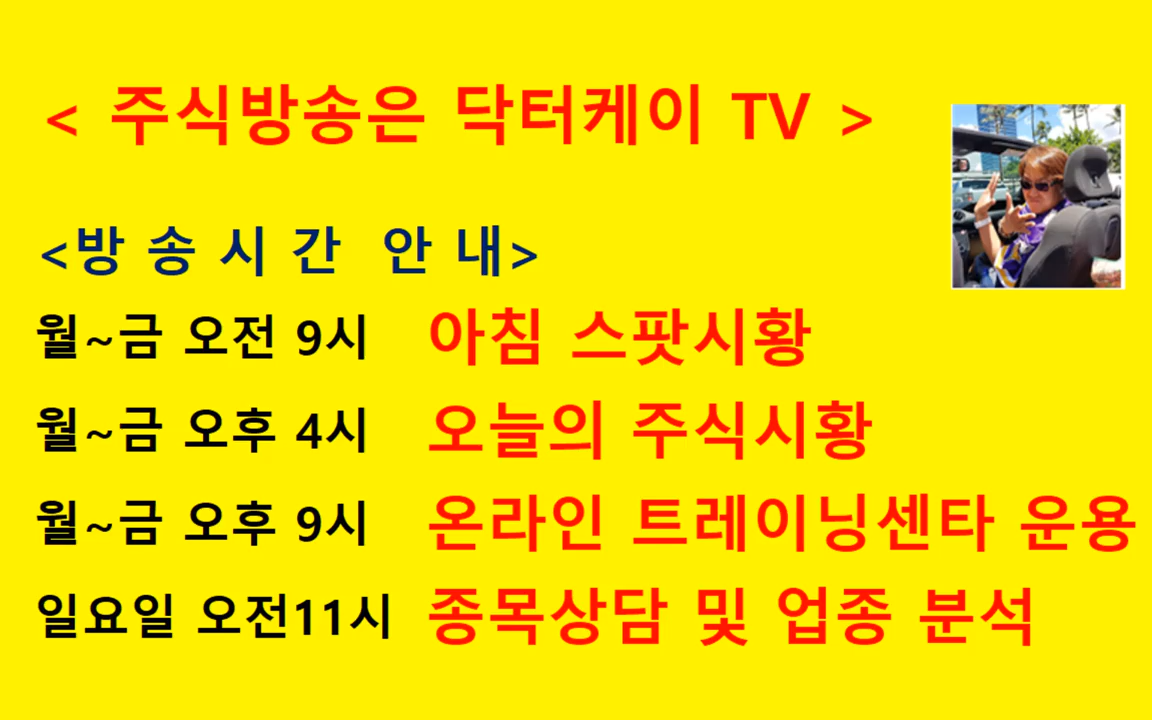 < 주식방송은 닥터케이 TV >
<방 송 시 간 안 내>
월~금 오전 9시 아침 스팟시황
월~금 오후 4시 오늘의 주식시황
월~금 오후 9시 온라인 트레이닝센타 운용
일요일 오전11시 종목상담 및 업종 분석